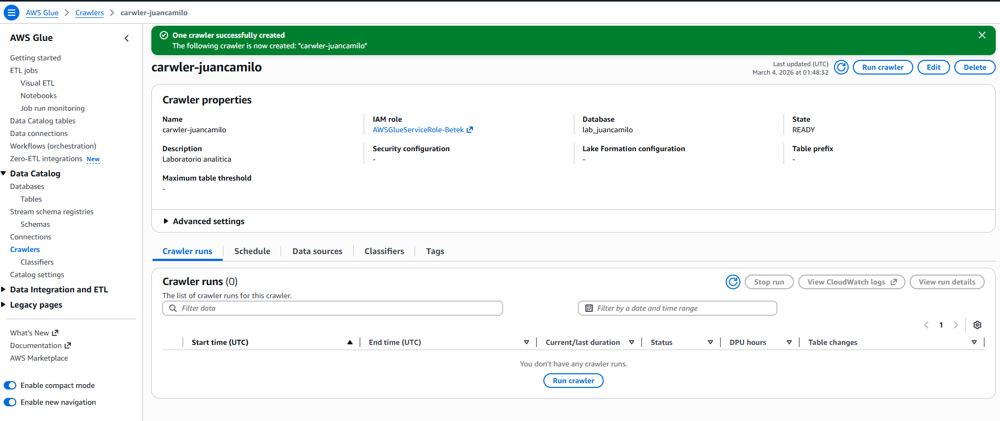 AWS Glue > Crawlers > carwler-juancamilo
AWS Glue
Getting started
ETL jobs
Visual ETL
Notebooks
Job run monitoring
Data Catalog tables
Data connections
Workflows (orchestration)
Zero-ETL integrations New
Data Catalog
Databases
Tables
Stream schema registries
Schemas
Connections
Crawlers
Classifiers
Catalog settings
Data Integration and ETL
Legacy pages
What's New
Documentation
AWS Marketplace
Enable compact mode
Enable new navigation
One crawler successfully created
The following crawler is now created: "carwler-juancamilo"
carwler-juancamilo
Last updated (UTC)
March 4, 2026 at 01:48:32
Run crawler
Edit
Delete
Crawler properties
Name
carwler-juancamilo
IAM role
AWSGlueServiceRole-Betek
Database
lab_juancamilo
State
READY
Description
Laboratorio analitica
Security configuration
-
Lake Formation configuration
-
Table prefix
-
Maximum table threshold
-
Advanced settings
Crawler runs
Schedule
Data sources
Classifiers
Tags
Crawler runs (0)
The list of crawler runs for this crawler.
Stop run
View CloudWatch logs
View run details
Filter data
Filter by a date and time range
1
Start time (UTC)
End time (UTC)
Current/last duration
Status
DPU hours
Table changes
You don't have any crawler runs.
Run crawler